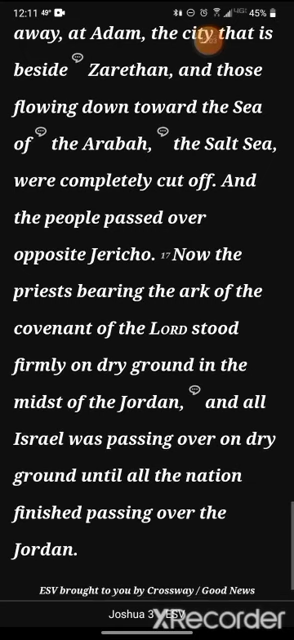 12:11 49° 4G 45%
away, at Adam, the city that is
beside Zarethan, and those
flowing down toward the Sea
of the Arabah, the Salt Sea,
were completely cut off. And
the people passed over
opposite Jericho. 17 Now the
priests bearing the ark of the
covenant of the LORD stood
firmly on dry ground in the
midst of the Jordan, and all
Israel was passing over on dry
ground until all the nation
finished passing over the
Jordan.
ESV brought to you by Crossway / Good News
Joshua 3 ESV
XRecorder